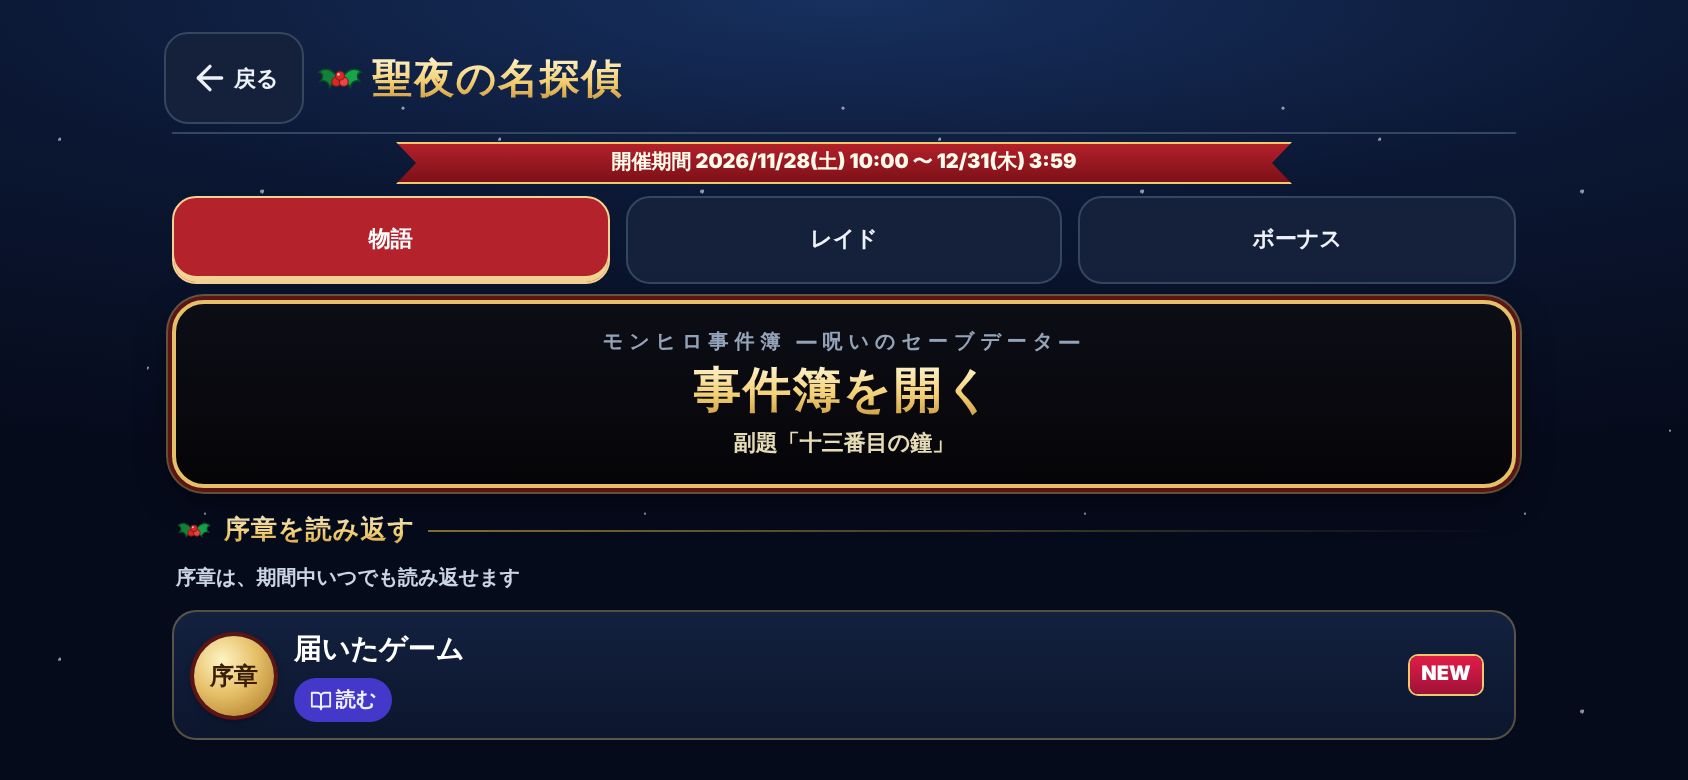 戻る
聖夜の名探偵
開催期間 2026/11/28(土) 10:00 〜 12/31(木) 3:59
物語
レイド
ボーナス
モンヒロ事件簿 ―呪いのセーブデータ―
事件簿を開く
副題「十三番目の鐘」
序章を読み返す
序章は、期間中いつでも読み返せます
序章
届いたゲーム
読む
NEW